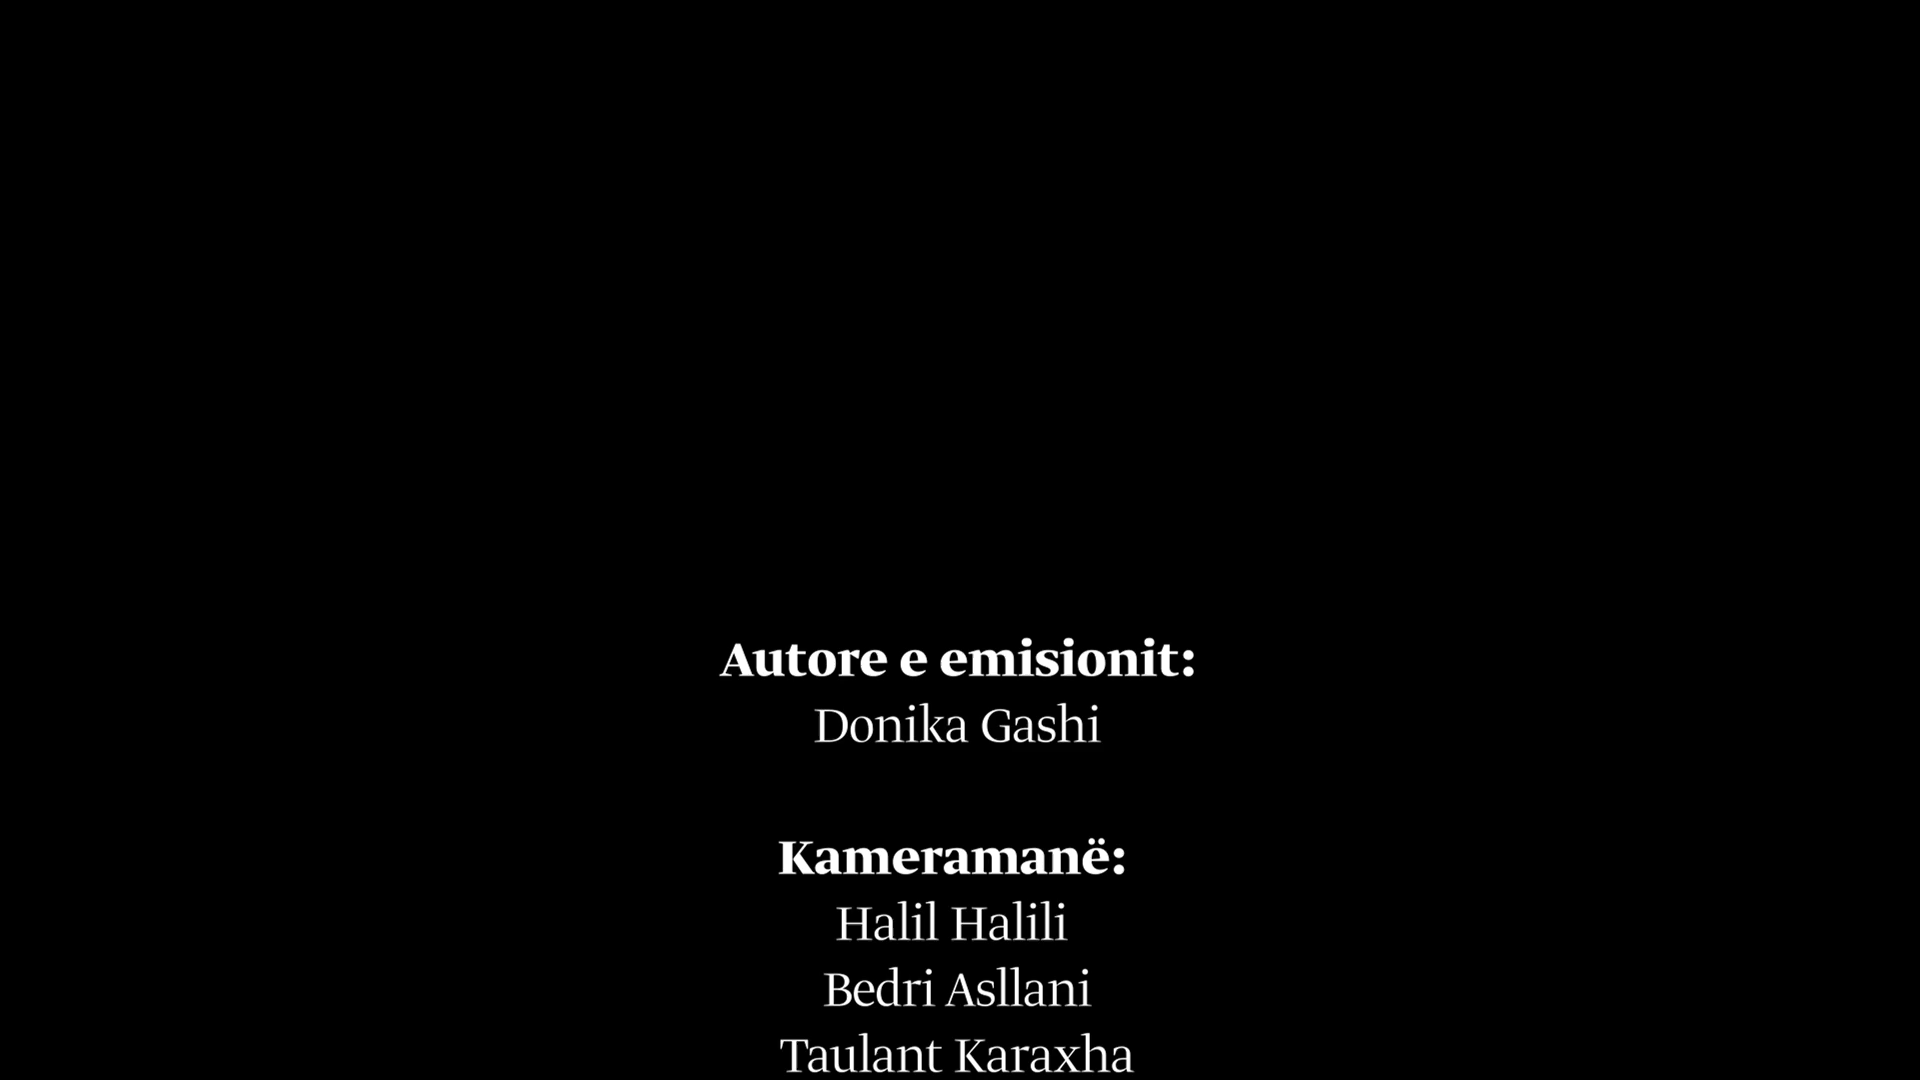 Autore e emisionit:
Donika Gashi
Kameramanë:
Halil Halili
Bedri Asllani
Taulant Karaxha